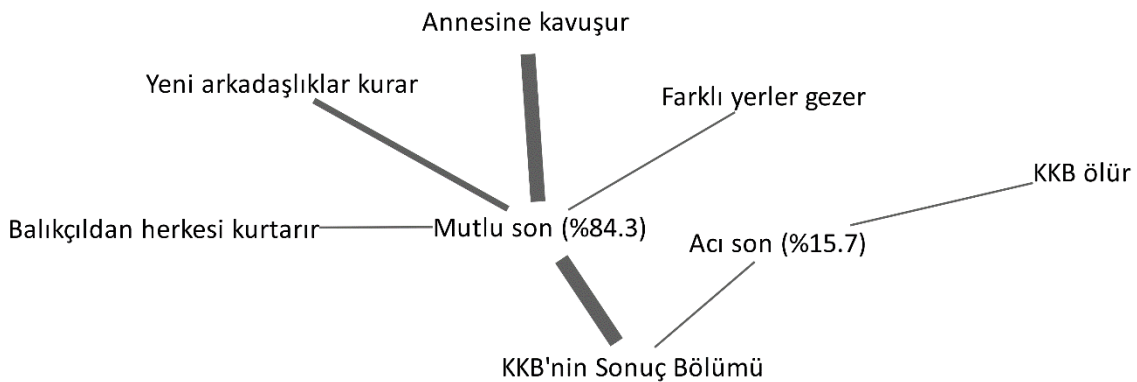 Annesine kavuşur
Yeni arkadaşlıklar kurar
Farklı yerler gezer
KKB ölür
Balıkçıldan herkesi kurtarır
Mutlu son (%84.3)
Acı son (%15.7)
KKB'nin Sonuç Bölümü